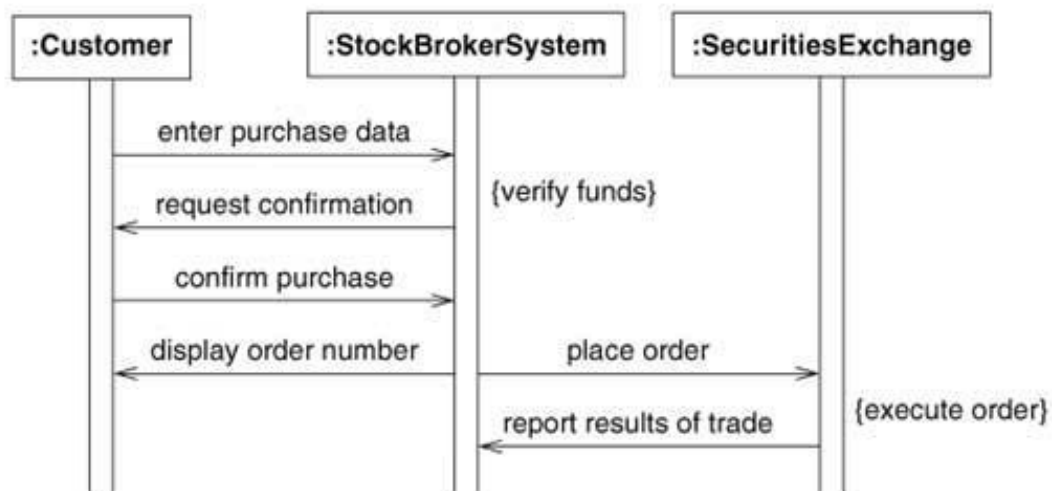 :Customer
:StockBrokerSystem
:SecuritiesExchange
enter purchase data
{verify funds}
request confirmation
confirm purchase
display order number
place order
{execute order}
report results of trade